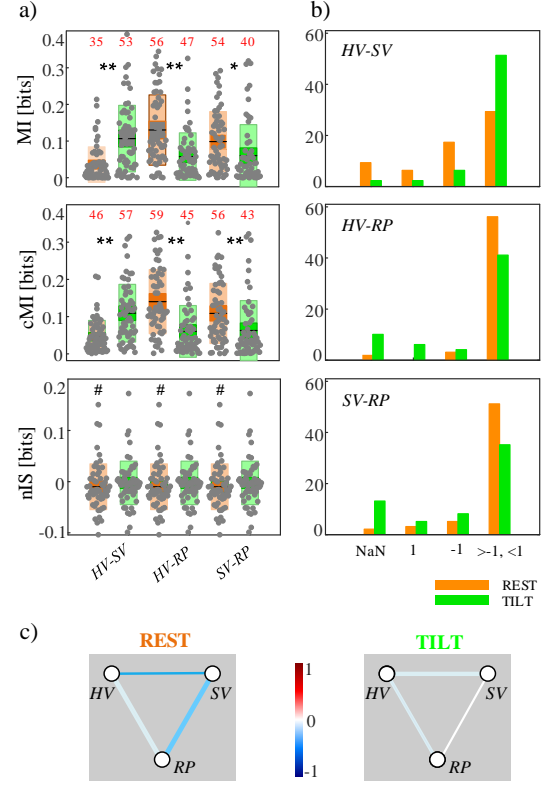 a)
b)
MI [bits]
0.4
0.3
0.2
0.1
0
35 53 56 47 54 40
** ** *
cMI [bits]
0.4
0.3
0.2
0.1
0
46 57 59 45 56 43
** ** **
nIS [bits]
0.2
0.1
0
-0.1
# # #
HV-SV HV-RP SV-RP
HV-SV
60
40
20
0
HV-RP
60
40
20
0
SV-RP
60
40
20
0
NaN 1 -1 >-1, <1
REST
TILT
c)
REST
HV SV
RP
1
0
-1
TILT
HV SV
RP